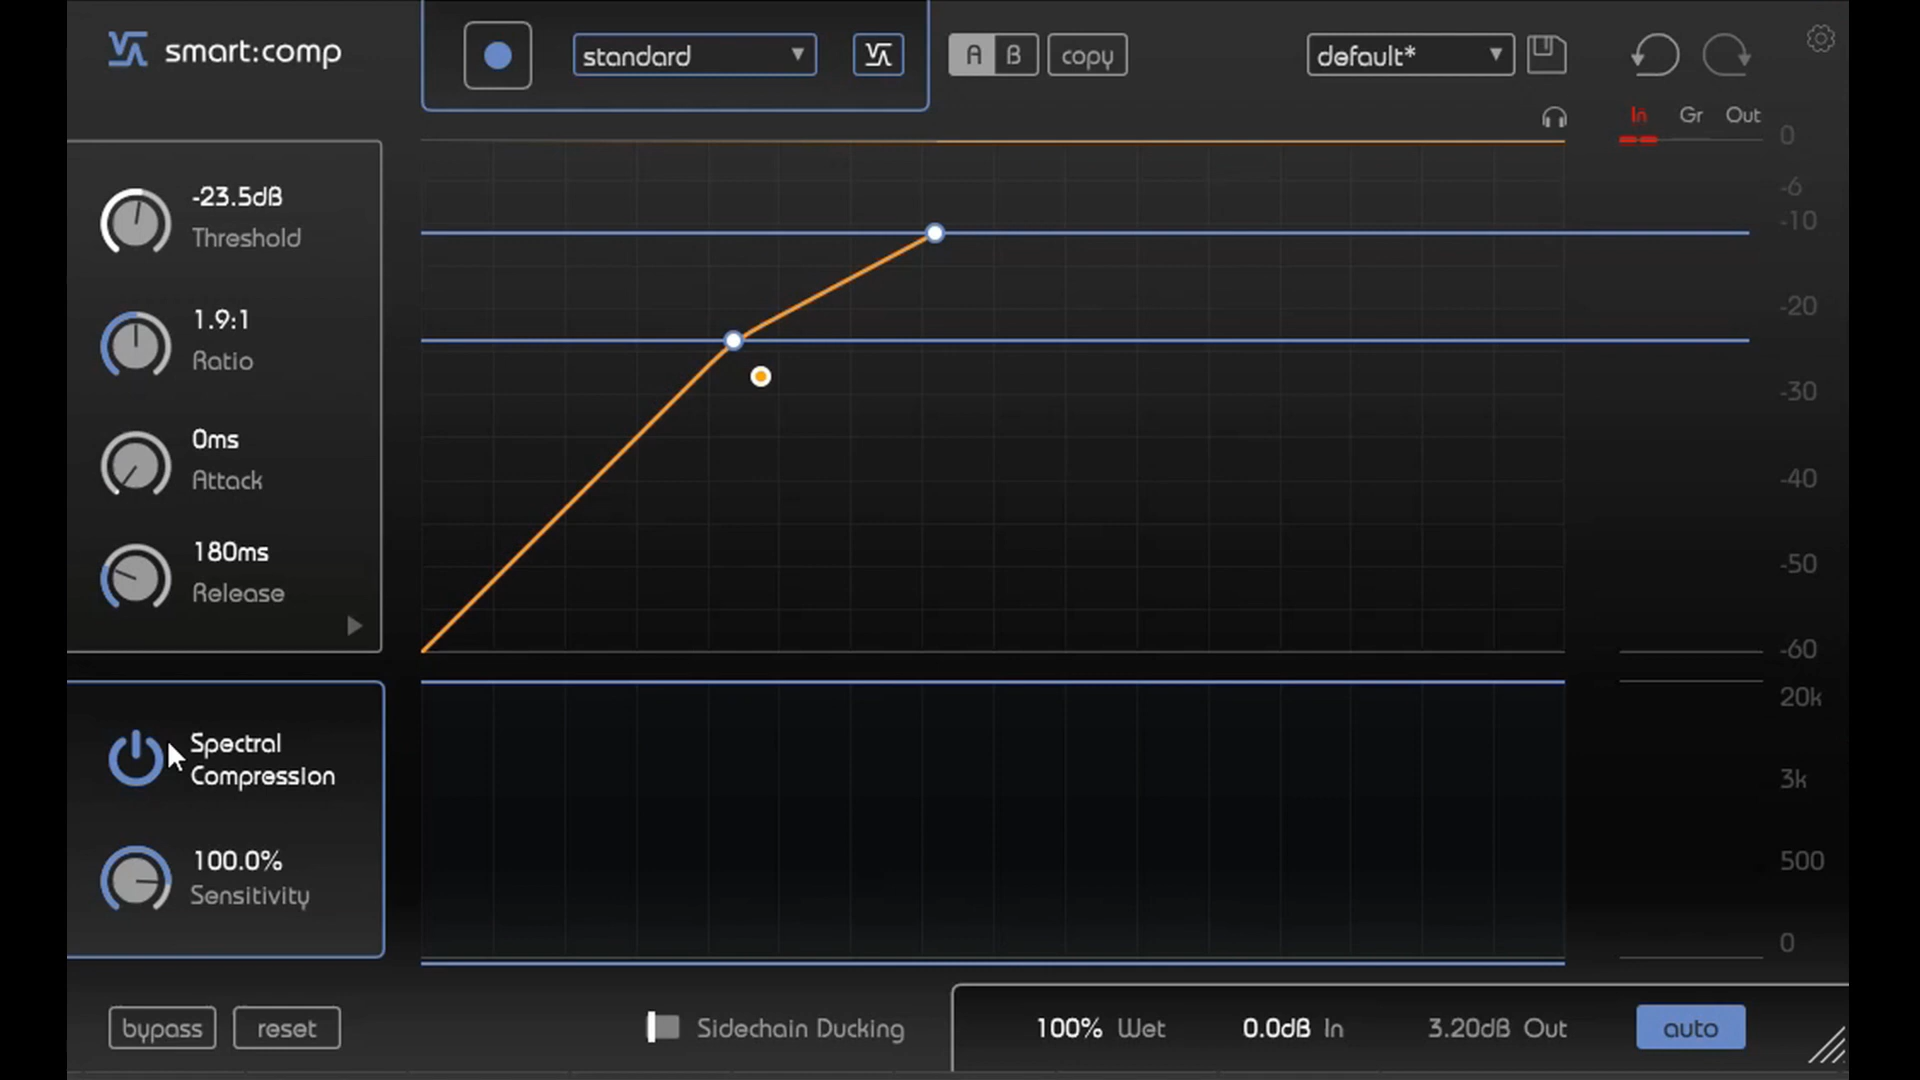 smart:comp
standard
A B copy
default*
In Gr Out
0
-6
-10
-20
-30
-40
-50
-60
20k
3k
500
0
-23.5dB
Threshold
1.9:1
Ratio
0ms
Attack
180ms
Release
Spectral
Compression
100.0%
Sensitivity
bypass reset Sidechain Ducking 100% Wet 0.0dB In 3.20dB Out auto